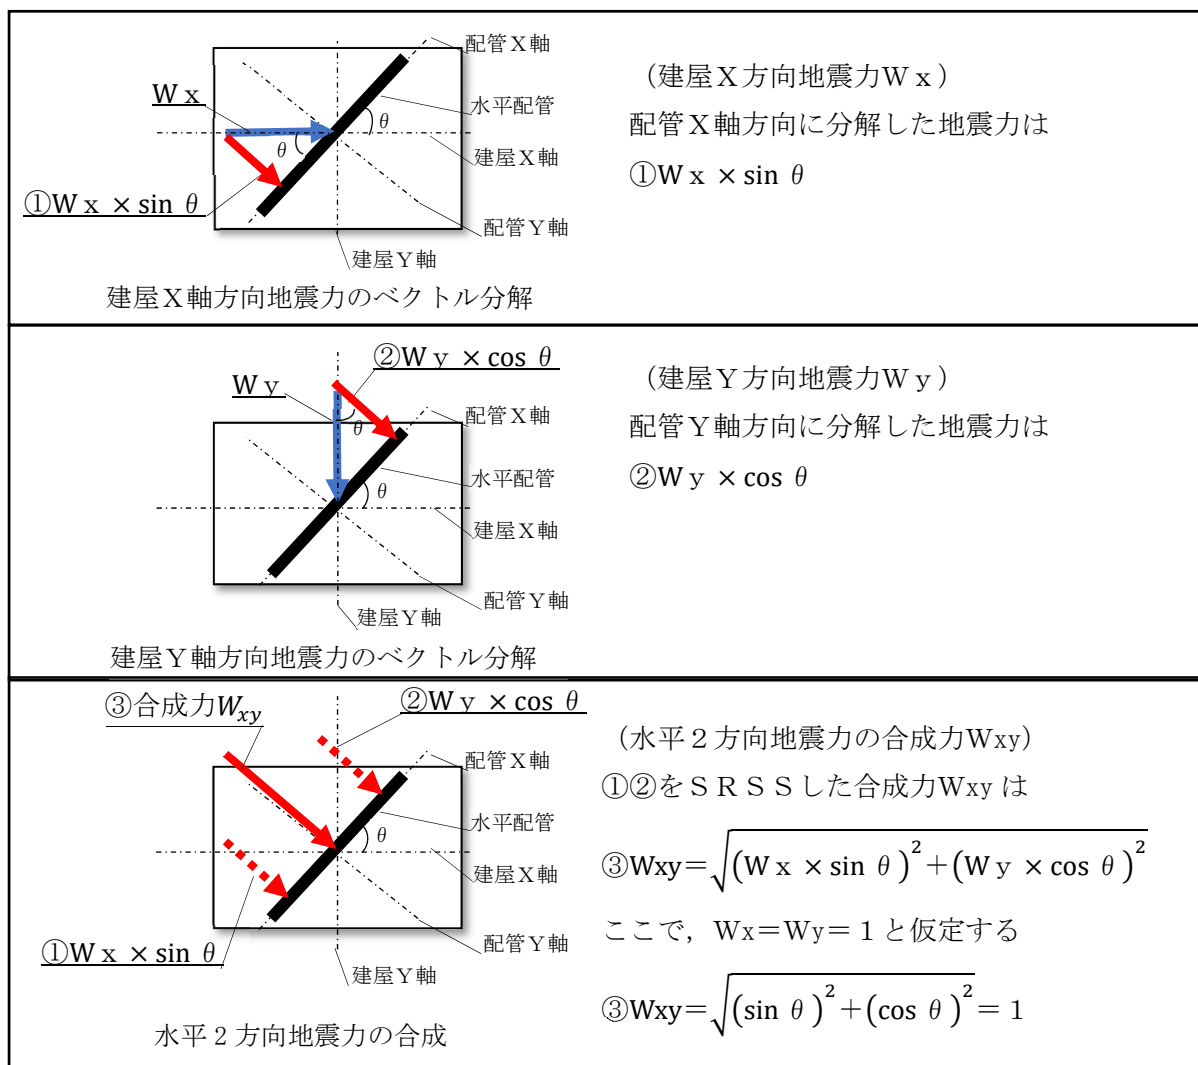 配管Ｘ軸
Ｗｘ
水平配管
θ
θ
建屋Ｘ軸
①Ｗｘ × sin θ
配管Ｙ軸
建屋Ｙ軸
建屋Ｘ軸方向地震力のベクトル分解
（建屋Ｘ方向地震力Ｗｘ）
配管Ｘ軸方向に分解した地震力は
①Ｗｘ × sin θ
②Ｗｙ × cos θ
Ｗｙ
配管Ｘ軸
θ
水平配管
θ
建屋Ｘ軸
配管Ｙ軸
建屋Ｙ軸
建屋Ｙ軸方向地震力のベクトル分解
（建屋Ｙ方向地震力Ｗｙ）
配管Ｙ軸方向に分解した地震力は
②Ｗｙ × cos θ
③合成力Wxy
②Ｗｙ × cos θ
配管Ｘ軸
水平配管
θ
建屋Ｘ軸
配管Ｙ軸
①Ｗｘ × sin θ
建屋Ｙ軸
水平２方向地震力の合成
（水平２方向地震力の合成力Wxy）
①②をＳＲＳＳした合成力Wxy は
③Wxy＝√((Ｗｘ × sin θ)²＋(Ｗｙ × cos θ)²)
ここで，Wx＝Wy＝１と仮定する
③Wxy＝√((sin θ)²＋(cos θ)²)＝１